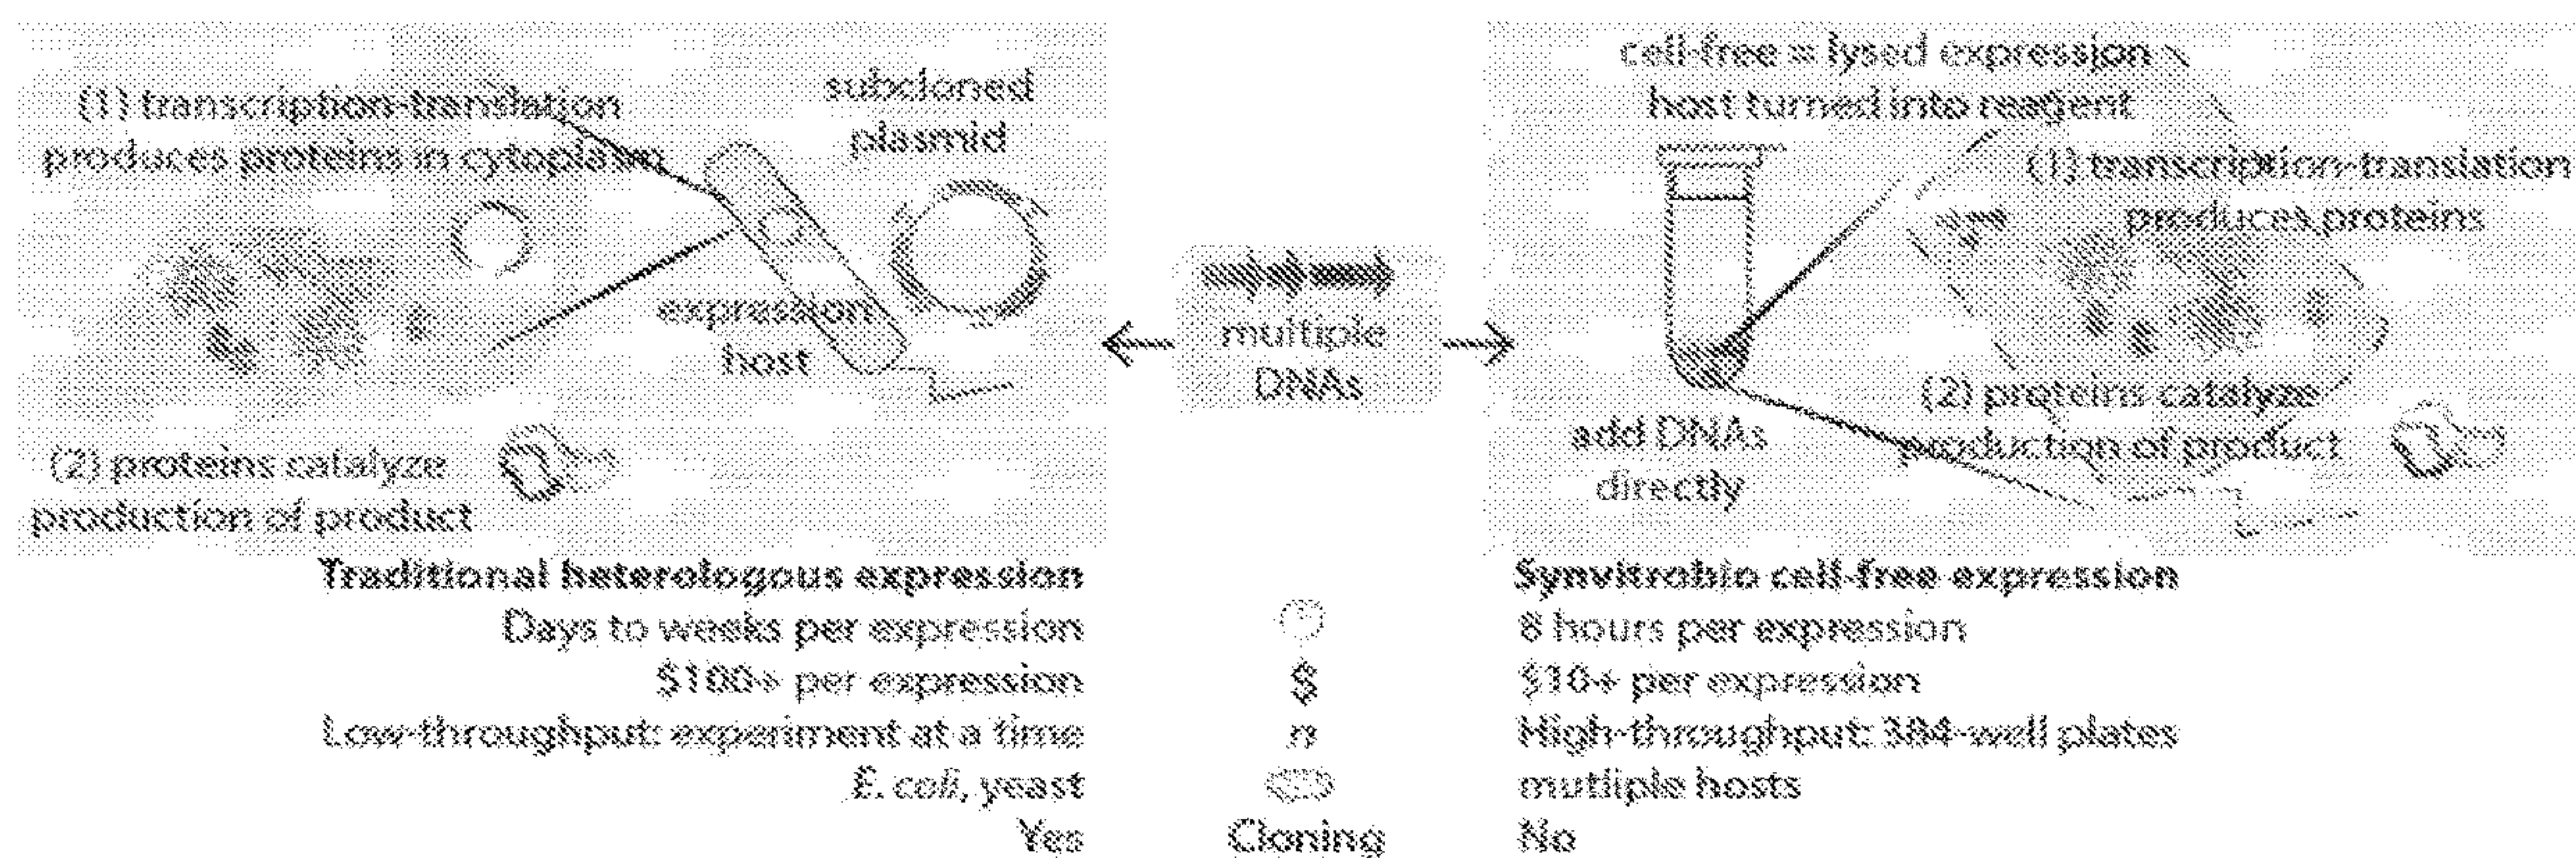 (1) transcription-translation
produces proteins in cytoplasm
subcloned
plasmid
expression
host
(2) proteins catalyze
production of product
multiple
DNAs
cell-free = lysed expression
host turned into reagent
(1) transcription-translation
produces proteins
add DNAs
directly
(2) proteins catalyze
production of product
Traditional heterologous expression
Synvitrobio cell-free expression
Days to weeks per expression
8 hours per expression
$100+ per expression
$
$10+ per expression
Low-throughput: experiment at a time
n
High-throughput: 384-well plates
E. coli, yeast
mutliple hosts
Yes
Cloning
No